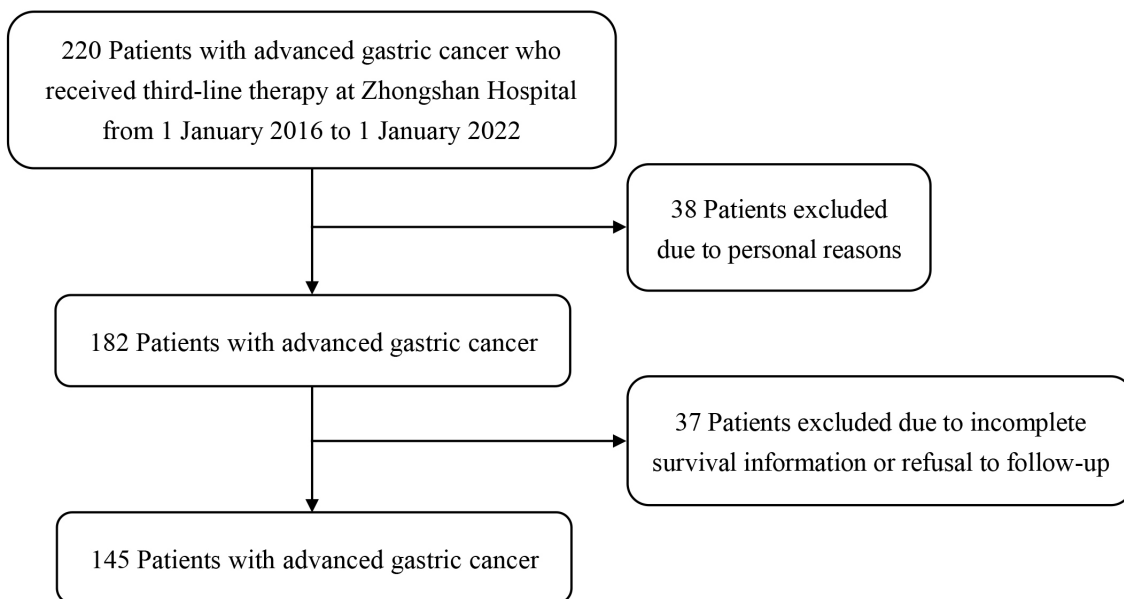 220 Patients with advanced gastric cancer who
received third-line therapy at Zhongshan Hospital
from 1 January 2016 to 1 January 2022
38 Patients excluded
due to personal reasons
182 Patients with advanced gastric cancer
37 Patients excluded due to incomplete
survival information or refusal to follow-up
145 Patients with advanced gastric cancer